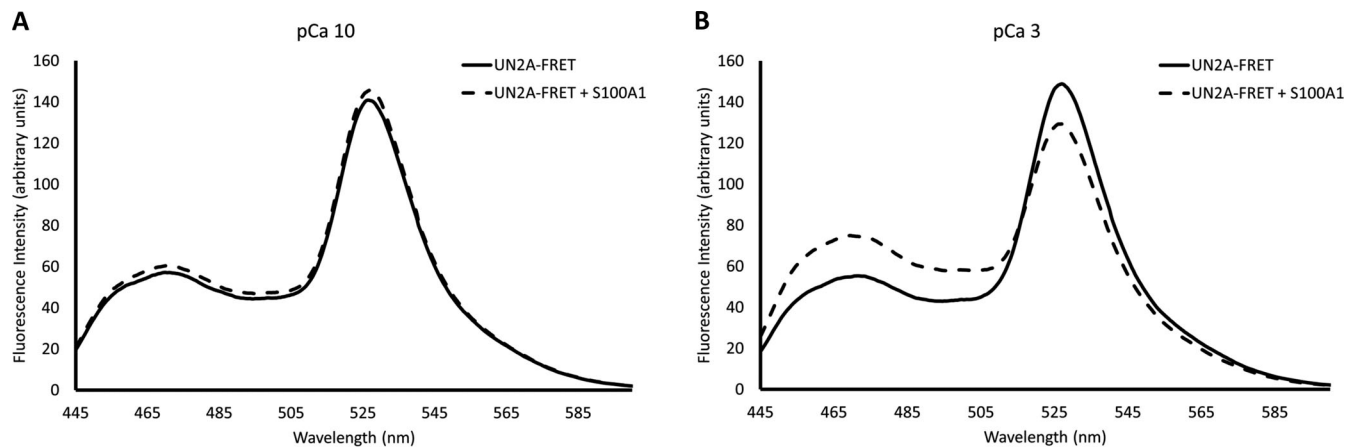 A
pCa 10
160
140
120
100
80
60
40
20
0
Fluorescence Intensity (arbitrary units)
UN2A-FRET
UN2A-FRET + S100A1
445 465 485 505 525 545 565 585
Wavelength (nm)
B
pCa 3
160
140
120
100
80
60
40
20
0
Fluorescence Intensity (arbitrary units)
UN2A-FRET
UN2A-FRET + S100A1
445 465 485 505 525 545 565 585
Wavelength (nm)